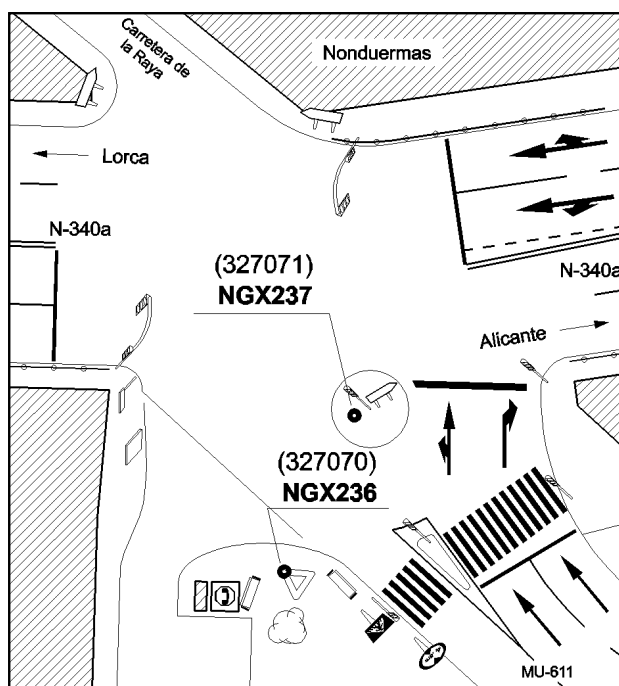 Carretera de
la Raya
Nonduermas
Lorca
N-340a
(327071)
NGX237
N-340a
Alicante
(327070)
NGX236
MU-611